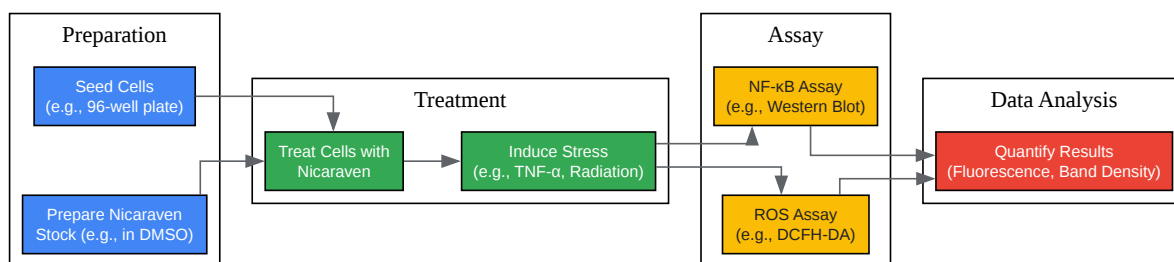 Preparation
Seed Cells
(e.g., 96-well plate)
Prepare Nicaraven
Stock (e.g., in DMSO)
Treatment
Treat Cells with
Nicaraven
Induce Stress
(e.g., TNF-α, Radiation)
Assay
NF-κB Assay
(e.g., Western Blot)
ROS Assay
(e.g., DCFH-DA)
Data Analysis
Quantify Results
(Fluorescence, Band Density)